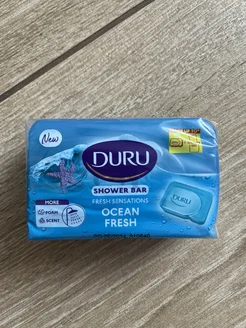 New
DURU
SHOWER BAR
FRESH SENSATIONS
OCEAN
FRESH
MORE
FOAM
SCENT
DURU